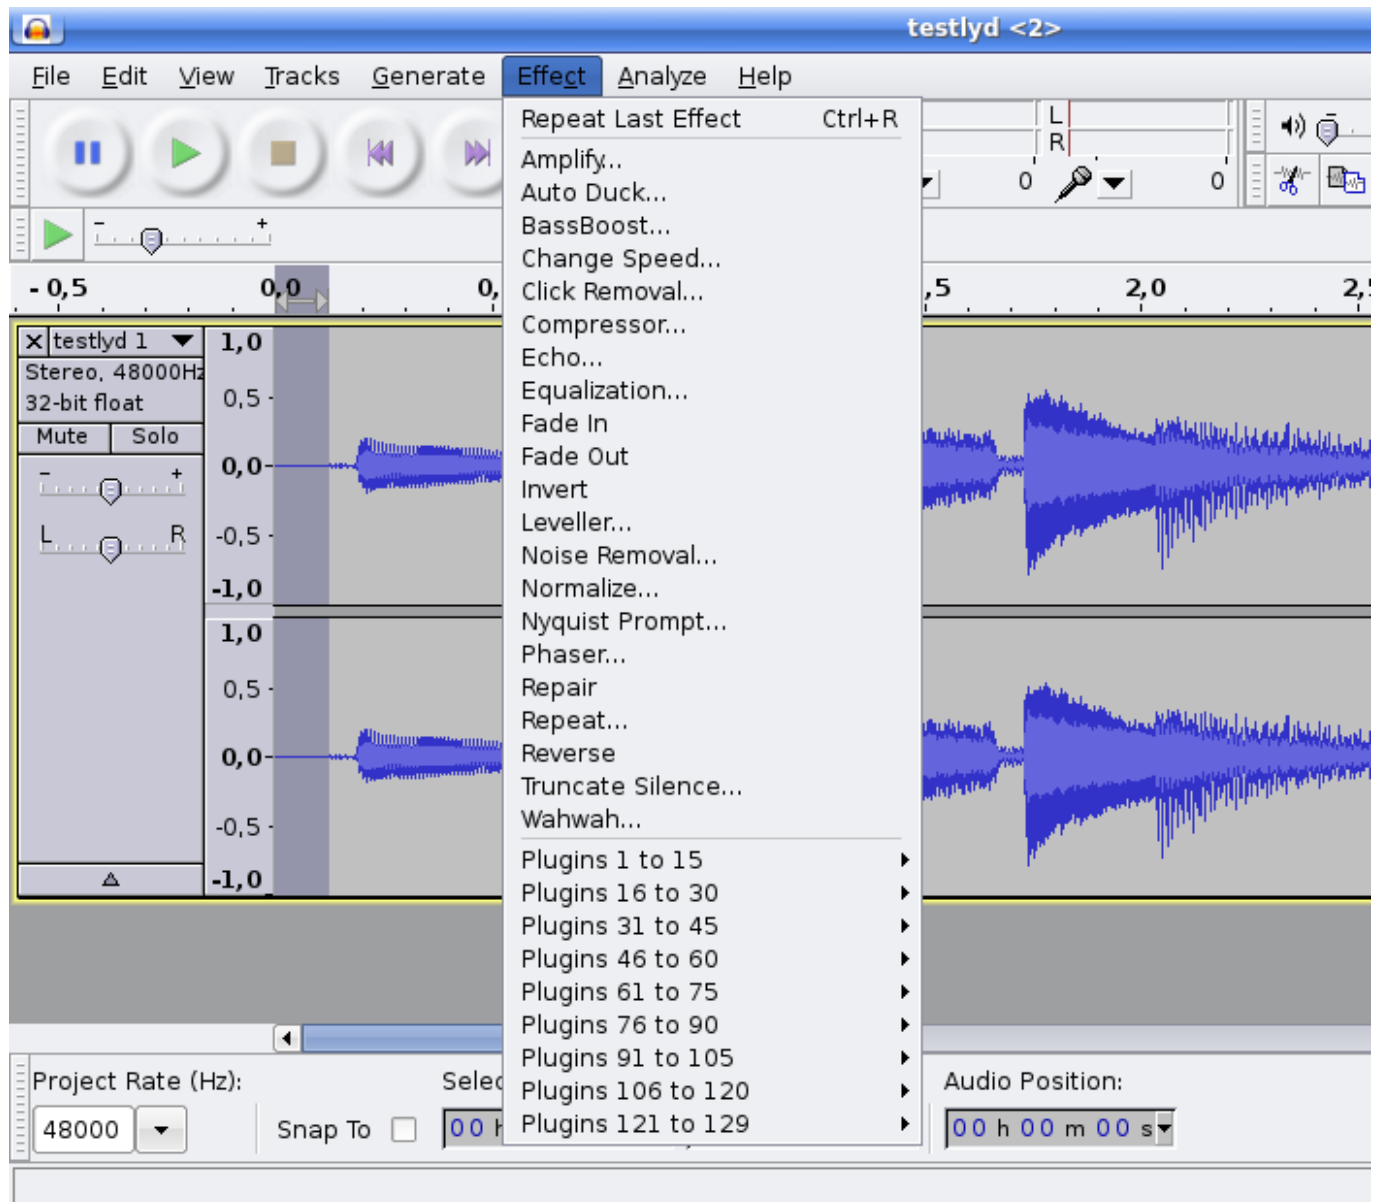 testlyd <2>
File Edit View Tracks Generate Effect Analyze Help
Repeat Last Effect Ctrl+R
Amplify...
Auto Duck...
BassBoost...
Change Speed...
Click Removal...
Compressor...
Echo...
Equalization...
Fade In
Fade Out
Invert
Leveller...
Noise Removal...
Normalize...
Nyquist Prompt...
Phaser...
Repair
Repeat...
Reverse
Truncate Silence...
Wahwah...
Plugins 1 to 15
Plugins 16 to 30
Plugins 31 to 45
Plugins 46 to 60
Plugins 61 to 75
Plugins 76 to 90
Plugins 91 to 105
Plugins 106 to 120
Plugins 121 to 129
L
R
0 0
- +
- 0,5 0,0 0, ,5 2,0 2,
testlyd 1
Stereo, 48000Hz
32-bit float
Mute Solo
- +
L R
1,0
0,5
0,0
-0,5
-1,0
1,0
0,5
0,0
-0,5
-1,0
Project Rate (Hz): Audio Position:
48000 Snap To 00 h 00 h 00 m 00 s